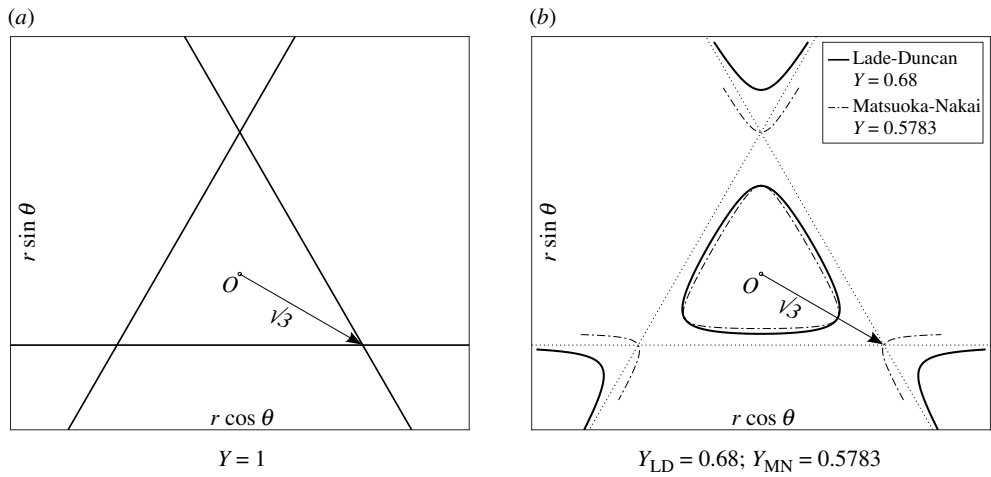 (a)
r sin θ
O
√3
r cos θ
Y = 1
(b)
Lade-Duncan
Y = 0.68
Matsuoka-Nakai
Y = 0.5783
r sin θ
O
√3
r cos θ
Y_LD = 0.68; Y_MN = 0.5783